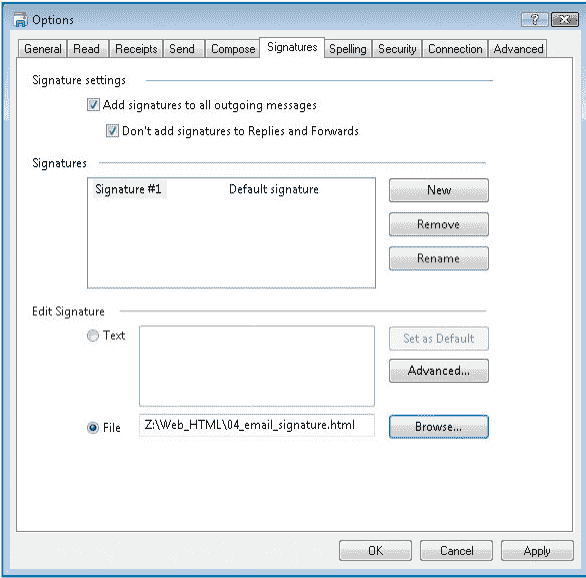 Options
General Read Receipts Send Compose Signatures Spelling Security Connection Advanced
Signature settings
Add signatures to all outgoing messages
Don't add signatures to Replies and Forwards
Signatures
Signature #1 Default signature New
Remove
Rename
Edit Signature
Text Set as Default
Advanced...
File Z:\Web_HTML\04_email_signature.html Browse...
OK Cancel Apply